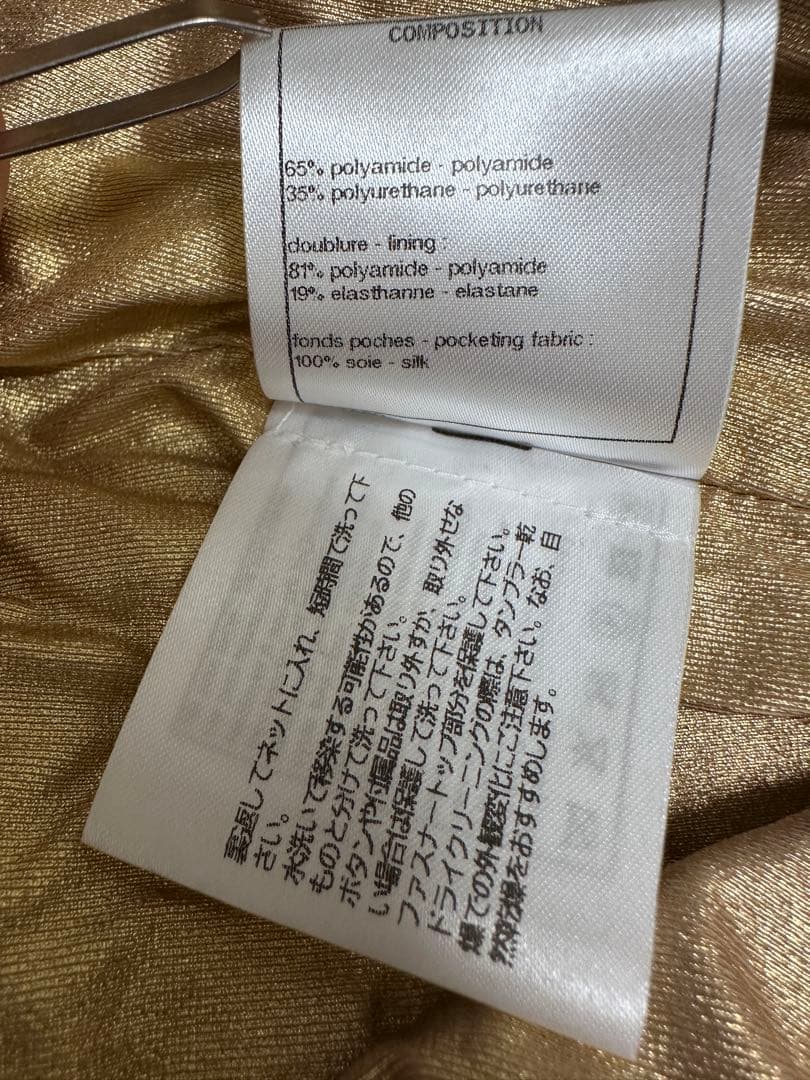 COMPOSITION
65% polyamide - polyamide
35% polyurethane - polyurethane
doublure - lining :
81% polyamide - polyamide
19% elasthanne - elastane
fonds poches - pocketing fabric :
100% soie - silk
裏返してネットに入れ、短時間で洗って下
さい。
水洗いで移染する可能性があるので、他の
ものと分けて洗って下さい。
ボタンや付属品は取り外すか、取り外せな
い場合は保護して洗って下さい。
ファスナートップ部分を保護して下さい。
ドライクリーニングの際は、タンブラー乾
燥での外観変化にご注意下さい。なお、自
然乾燥をおすすめします。